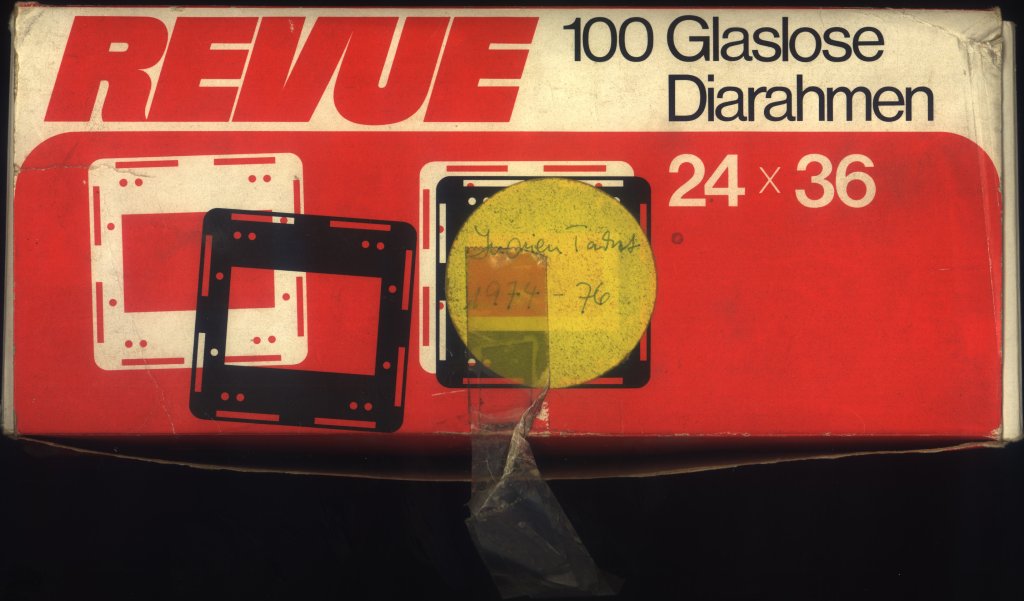 REVUE
100 Glaslose
Diarahmen
24 x 36
1974 - 76